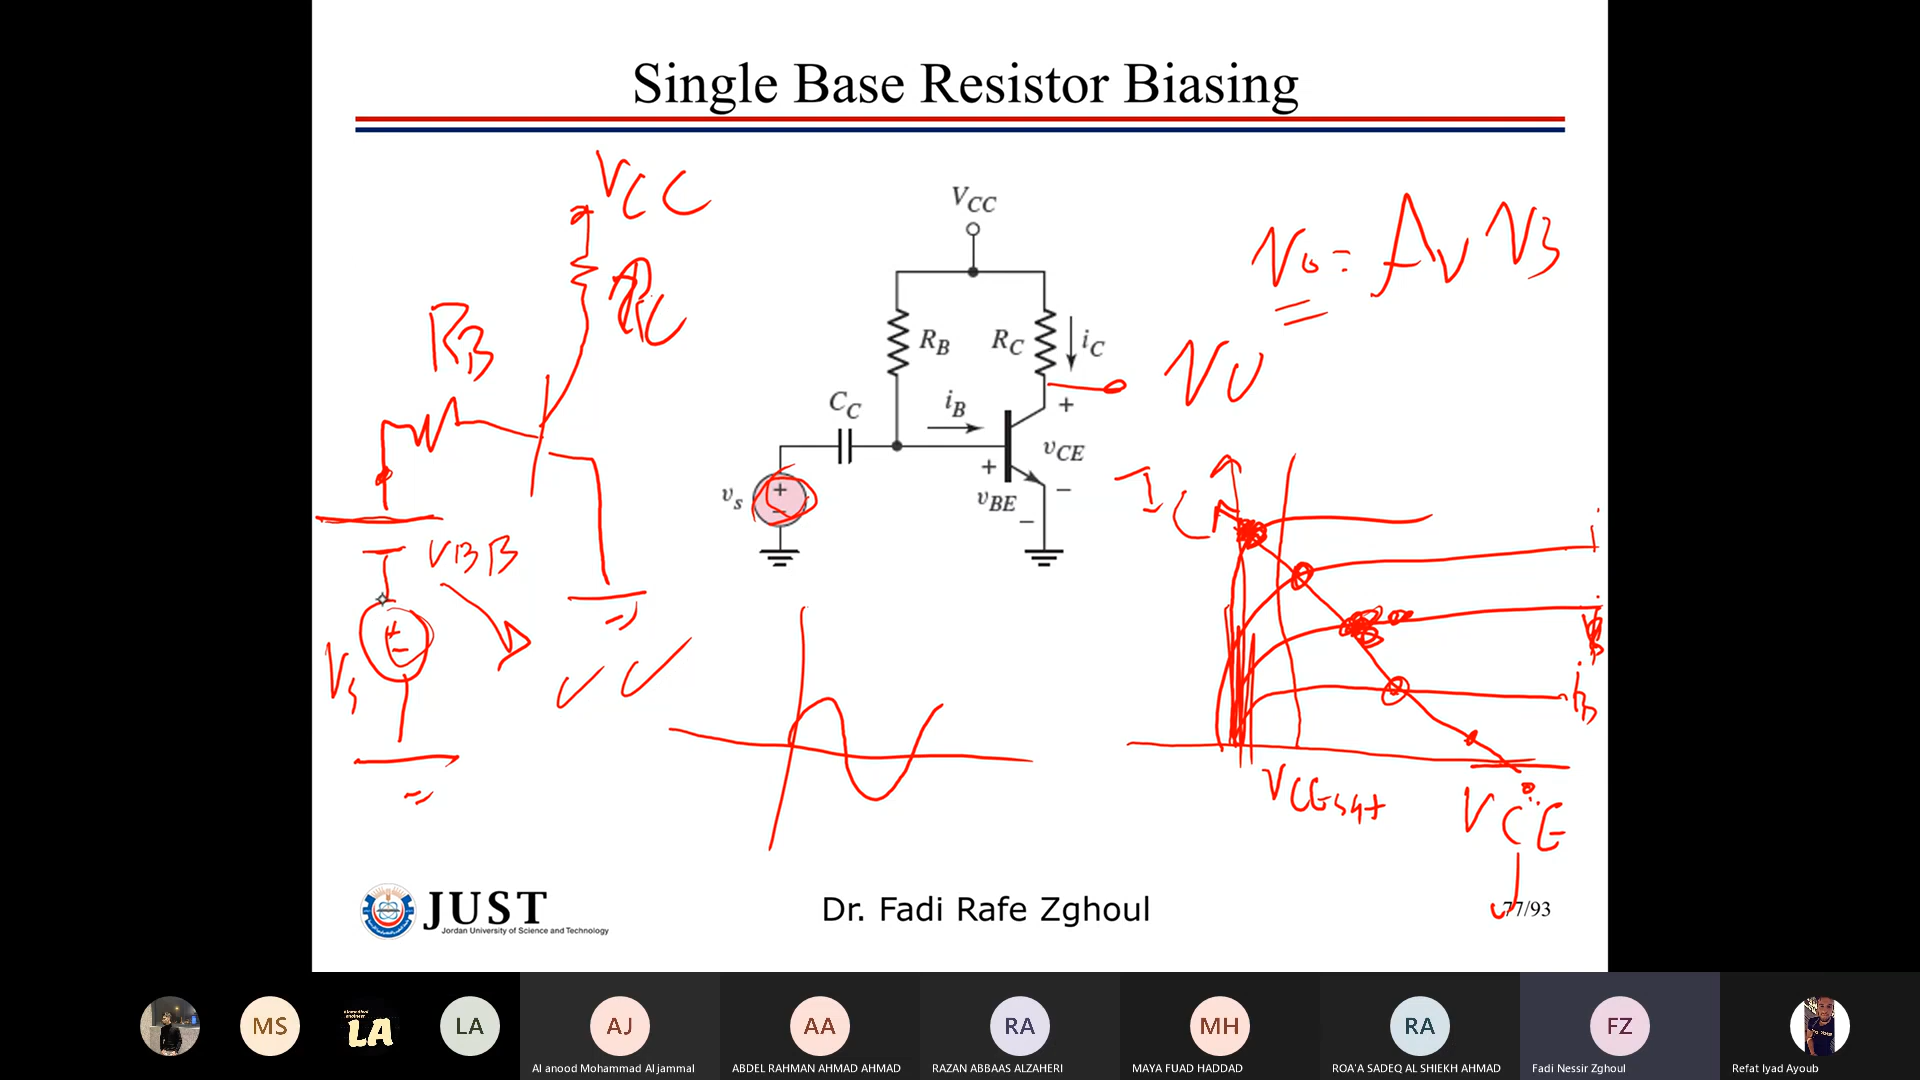 Single Base Resistor Biasing
VCC
RC
RB
VBB
Vs
+
−
VCC
RB
RC
iC
CC
iB
+
vCE
−
+
vBE
−
vs
+
−
vo = Av vs
vo
IC
i
iB
VCEsat
VCE
JUST
Jordan University of Science and Technology
Dr. Fadi Rafe Zghoul
77/93
MS
LA
LA
AJ
AA
RA
MH
RA
FZ
Al anood Mohammad Al jammal
ABDEL RAHMAN AHMAD AHMAD
RAZAN ABBAAS ALZAHERI
MAYA FUAD HADDAD
ROA'A SADEQ AL SHIEKH AHMAD
Fadi Nessir Zghoul
Refat Iyad Ayoub